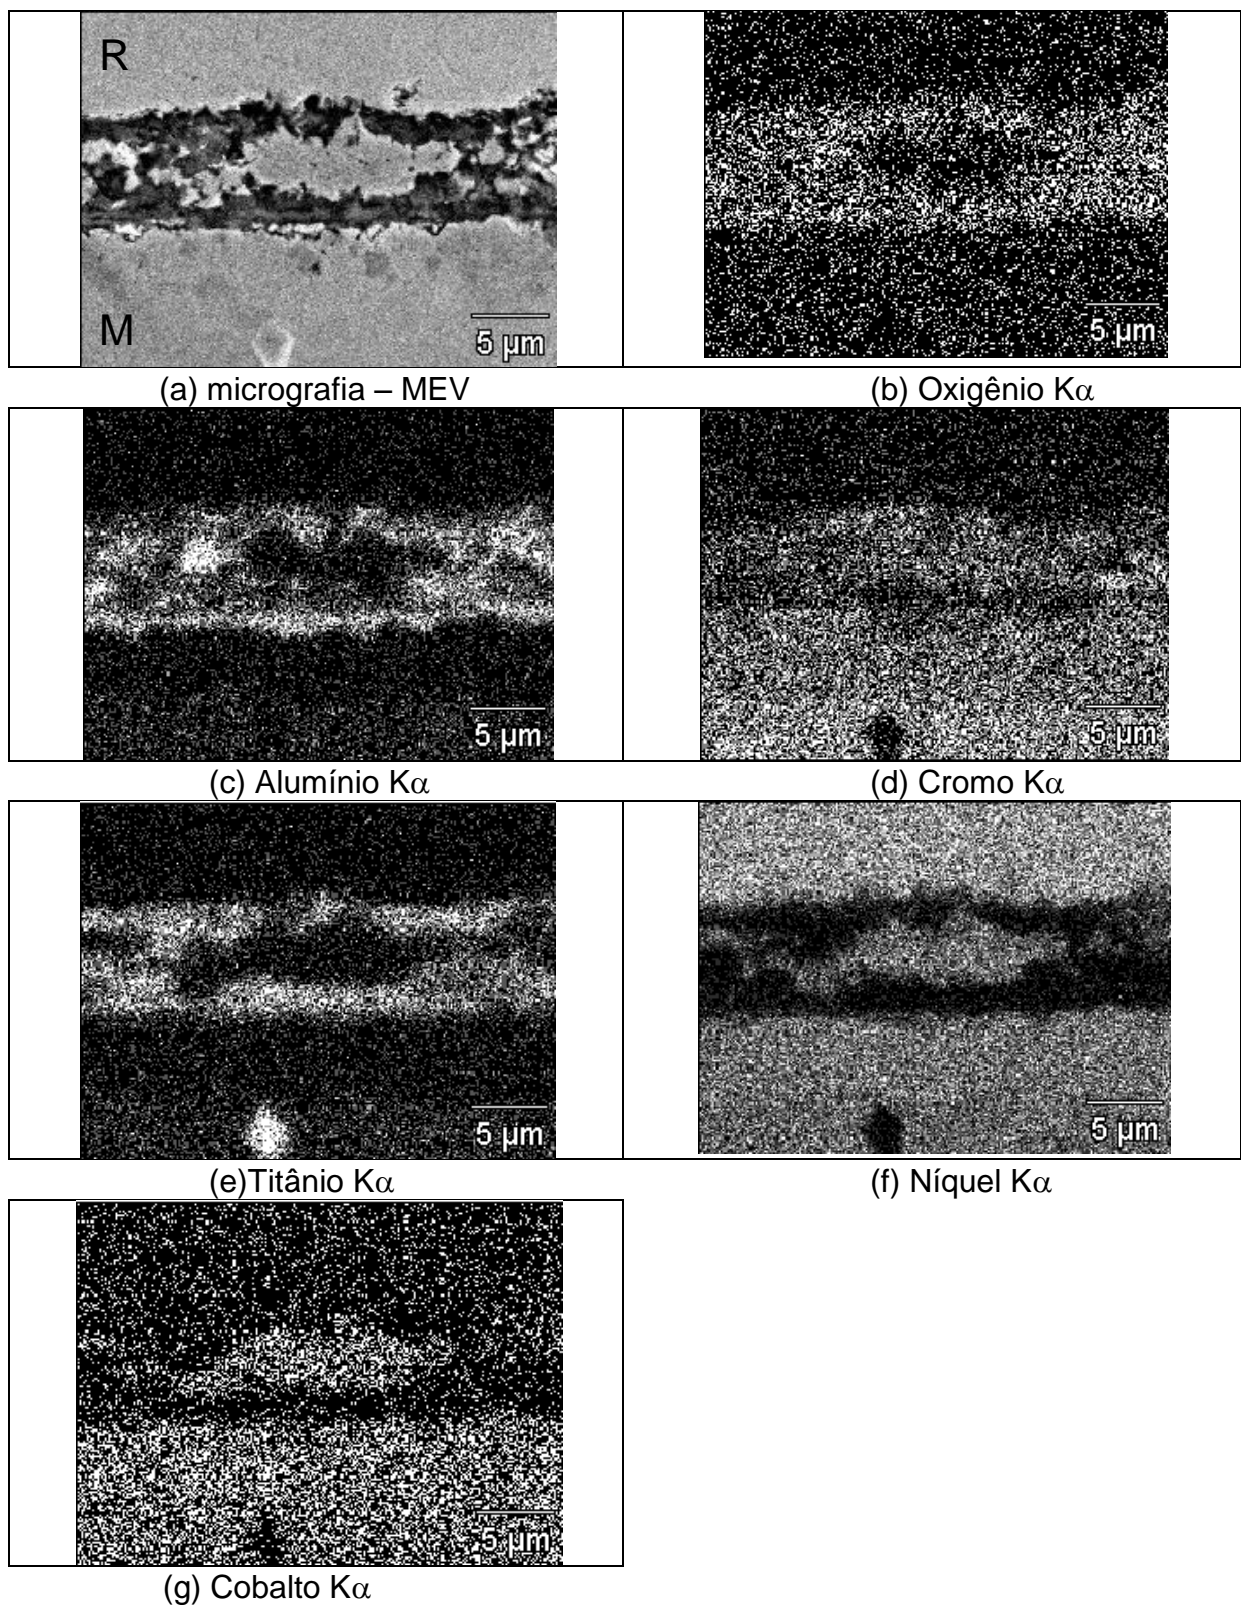 R
M
5 µm
5 µm
(a) micrografia – MEV
(b) Oxigênio Kα
5 µm
5 µm
(c) Alumínio Kα
(d) Cromo Kα
5 µm
5 µm
(e)Titânio Kα
(f) Níquel Kα
5 µm
(g) Cobalto Kα